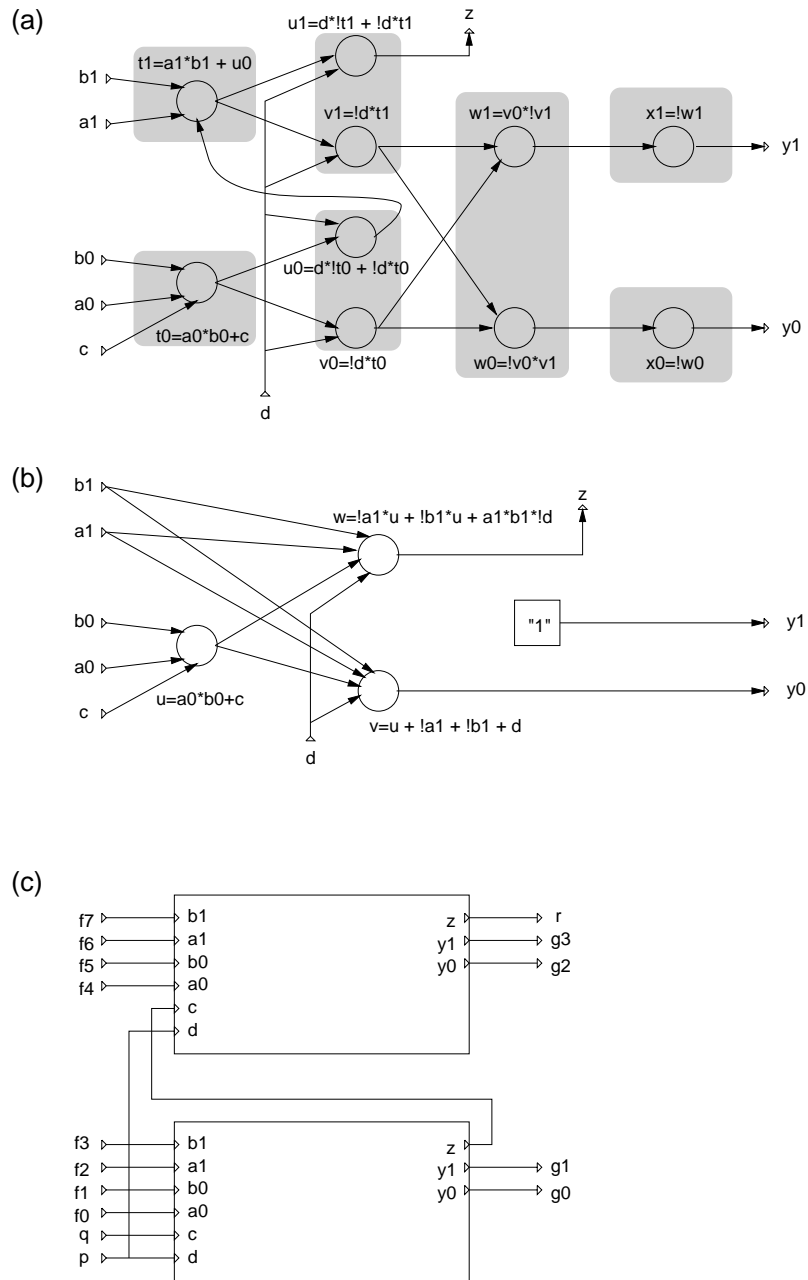 (a)
z
u1=d*!t1 + !d*t1
t1=a1*b1 + u0
b1
a1
v1=!d*t1
w1=v0*!v1
x1=!w1
y1
b0
a0
c
u0=d*!t0 + !d*t0
t0=a0*b0+c
v0=!d*t0
w0=!v0*v1
x0=!w0
y0
d
(b)
b1
a1
z
w=!a1*u + !b1*u + a1*b1*!d
b0
a0
c
"1"
y1
y0
u=a0*b0+c
v=u + !a1 + !b1 + d
d
(c)
f7 b1 z r
f6 a1 y1 g3
f5 b0 y0 g2
f4 a0
c
d
f3 b1 z
f2 a1 y1 g1
f1 b0 y0 g0
f0 a0
q c
p d